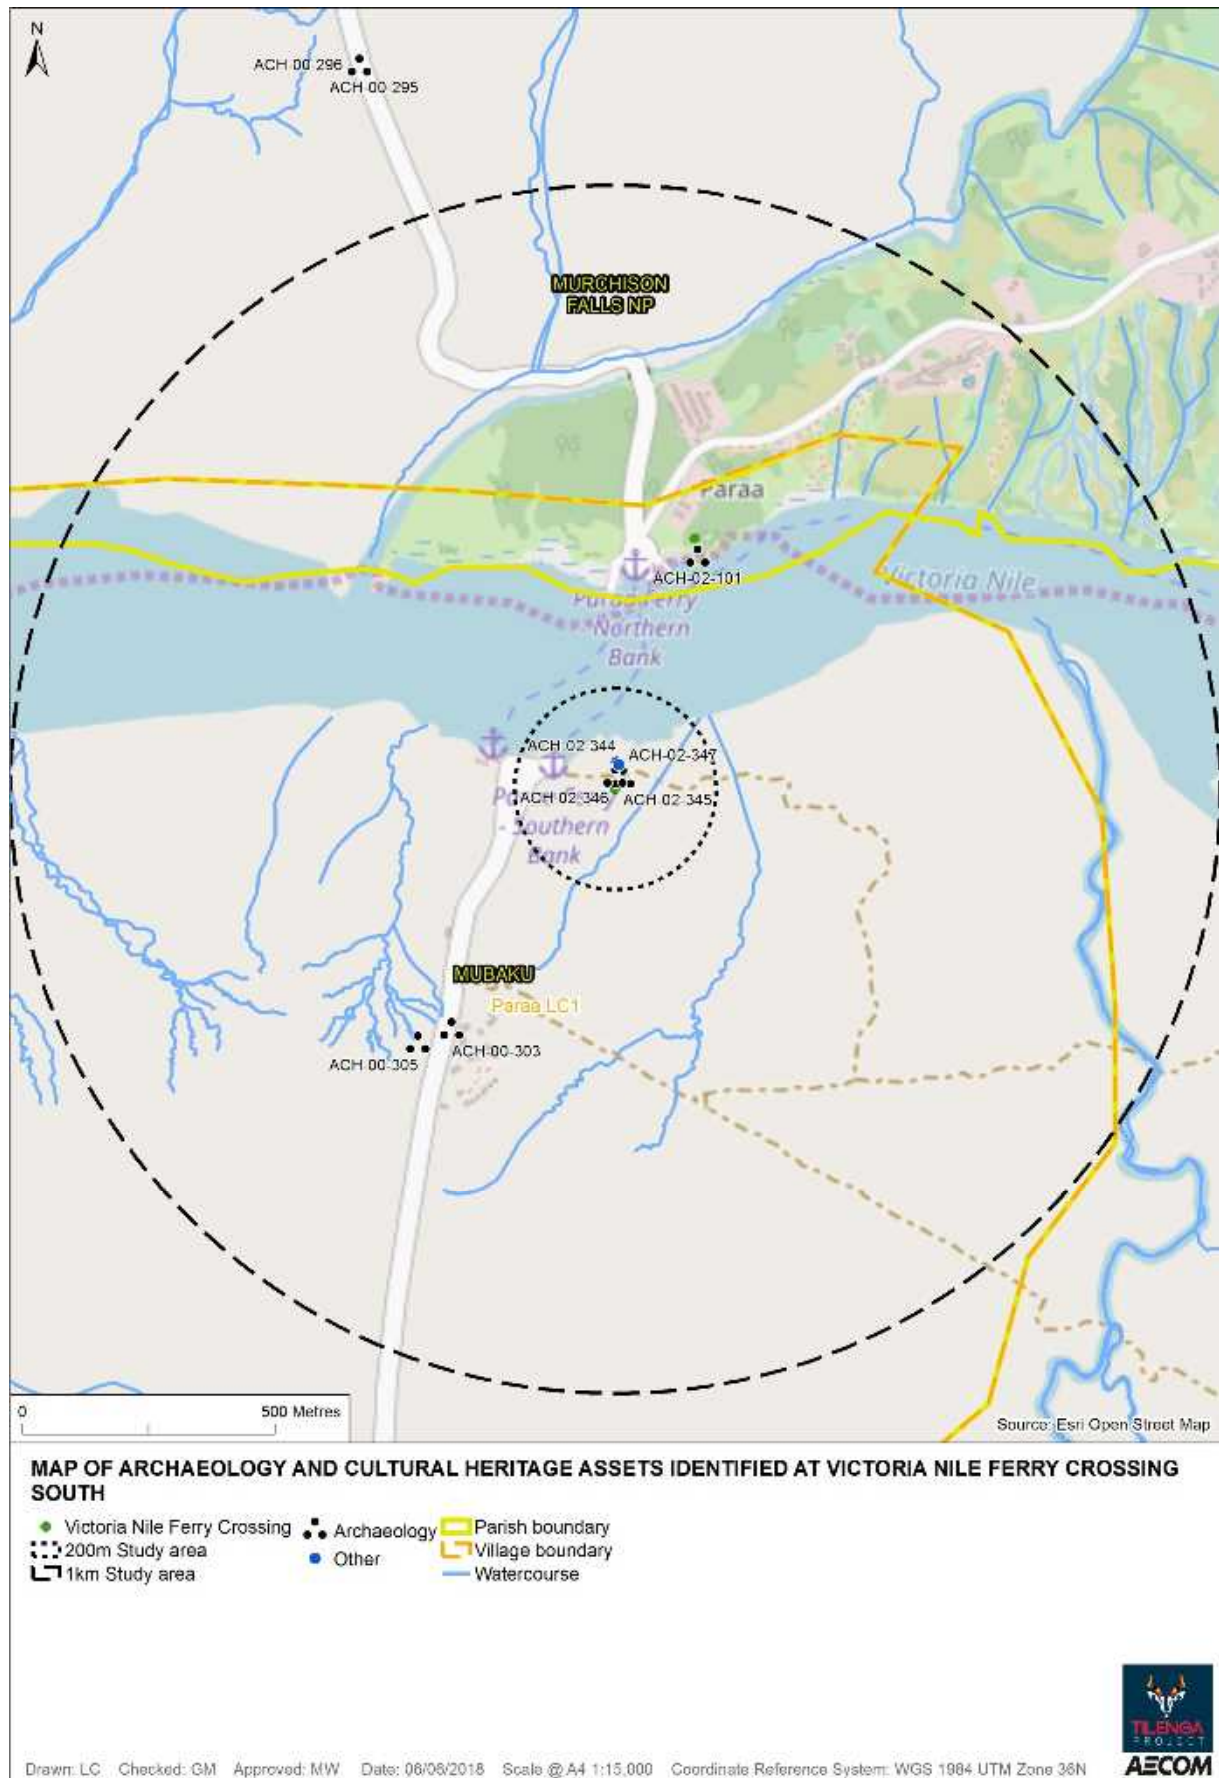 N
ACH-00-296
ACH-00-295
MURCHISON
FALLS NP
Paraa
ACH-02-101
Victoria Nile
Paraa Ferry
- Northern
Bank
ACH-02-344
ACH-02-347
ACH-02-346
ACH-02-345
Paraa Ferry
- Southern
Bank
MUBAKU
Paraa LC1
ACH-00-303
ACH-00-305
0
500 Metres
Source: Esri Open Street Map
MAP OF ARCHAEOLOGY AND CULTURAL HERITAGE ASSETS IDENTIFIED AT VICTORIA NILE FERRY CROSSING
SOUTH
Victoria Nile Ferry Crossing
Archaeology
Parish boundary
200m Study area
Other
Village boundary
1km Study area
Watercourse
TILENGA
PROJECT
AECOM
Drawn: LC Checked: GM Approved: MW Date: 06/06/2018 Scale @ A4 1:15,000 Coordinate Reference System: WGS 1984 UTM Zone 36N